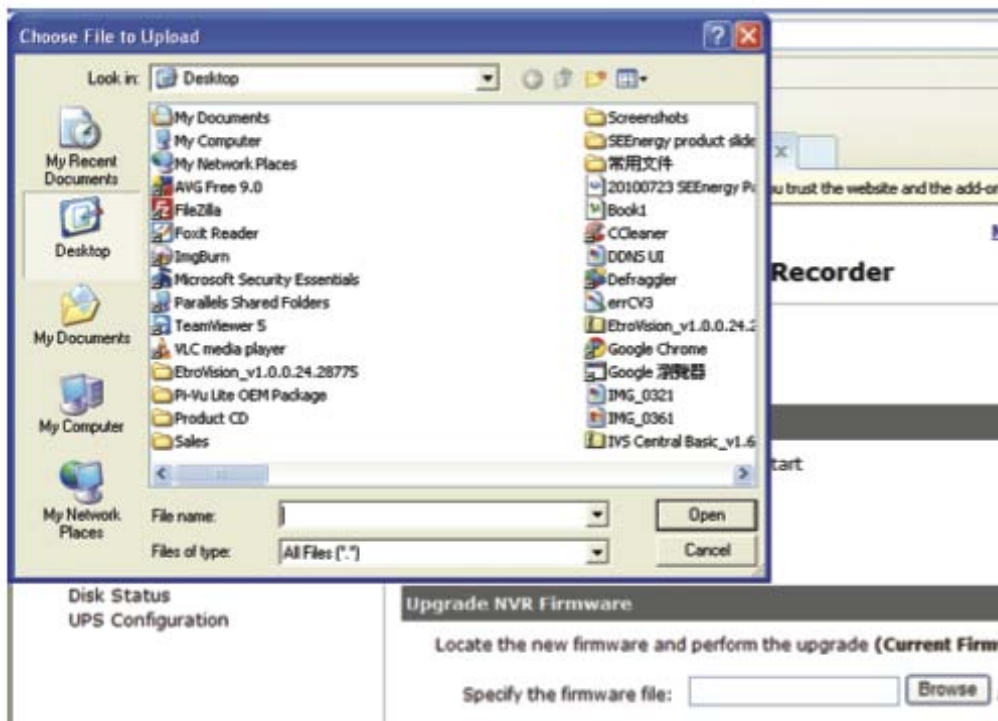 Choose File to Upload
Look in:
Desktop
My Recent Documents
Desktop
My Documents
My Computer
My Network Places
My Documents
My Computer
My Network Places
AVG Free 9.0
FileZilla
Foxit Reader
ImgBurn
Microsoft Security Essentials
Parallels Shared Folders
TeamViewer 5
VLC media player
EtroVision_v1.0.0.24.28775
Pi-Vu Lite OEM Package
Product CD
Sales
Screenshots
SEEnergy product slide
常用文件
20100723 SEEnergy Pa
Book1
CCleaner
DDNS UI
Defraggler
errCV3
EtroVision_v1.0.0.24.2
Google Chrome
Google 瀏覽器
IMG_0321
IMG_0361
IVS Central Basic_v1.6
File name:
Open
Files of type:
All Files (*.*)
Cancel
u trust the website and the add-on
Recorder
tart
Disk Status
UPS Configuration
Upgrade NVR Firmware
Locate the new firmware and perform the upgrade (Current Firm
Specify the firmware file:
Browse